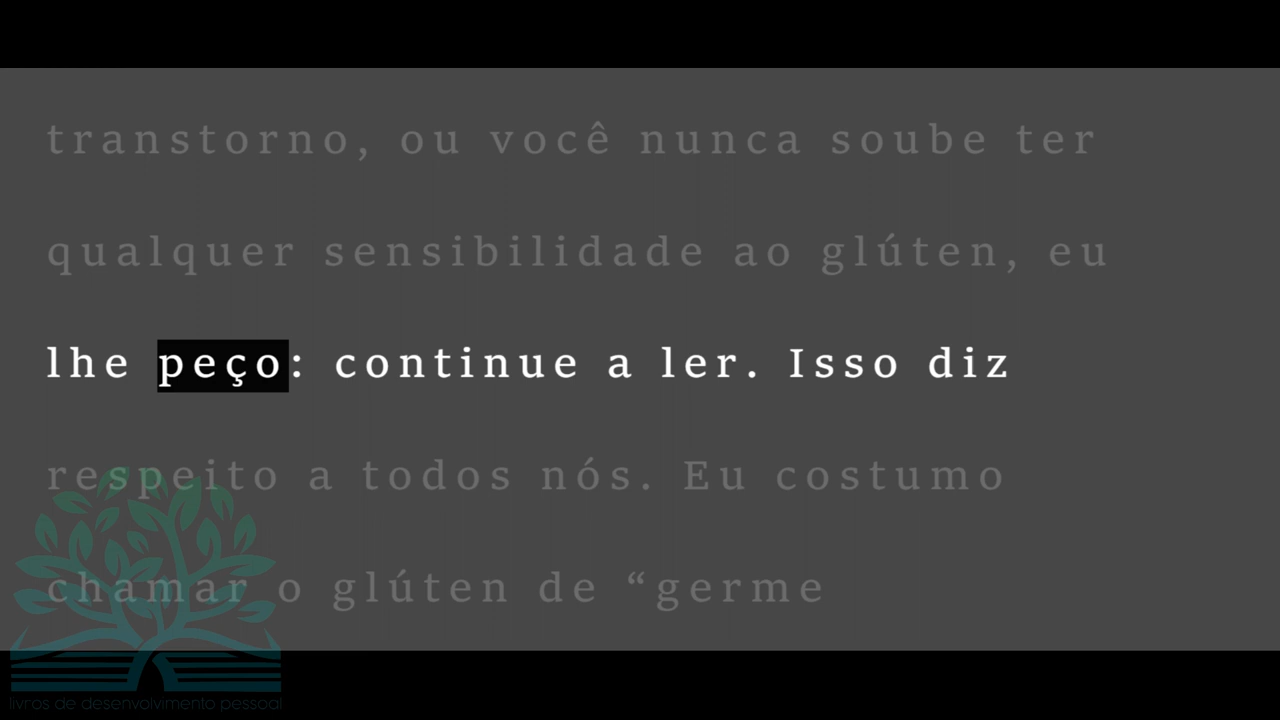 transtorno, ou você nunca soube ter
qualquer sensibilidade ao glúten, eu
lhe peço: continue a ler. Isso diz
respeito a todos nós. Eu costumo
chamar o glúten de “germe
livros de desenvolvimento pessoal